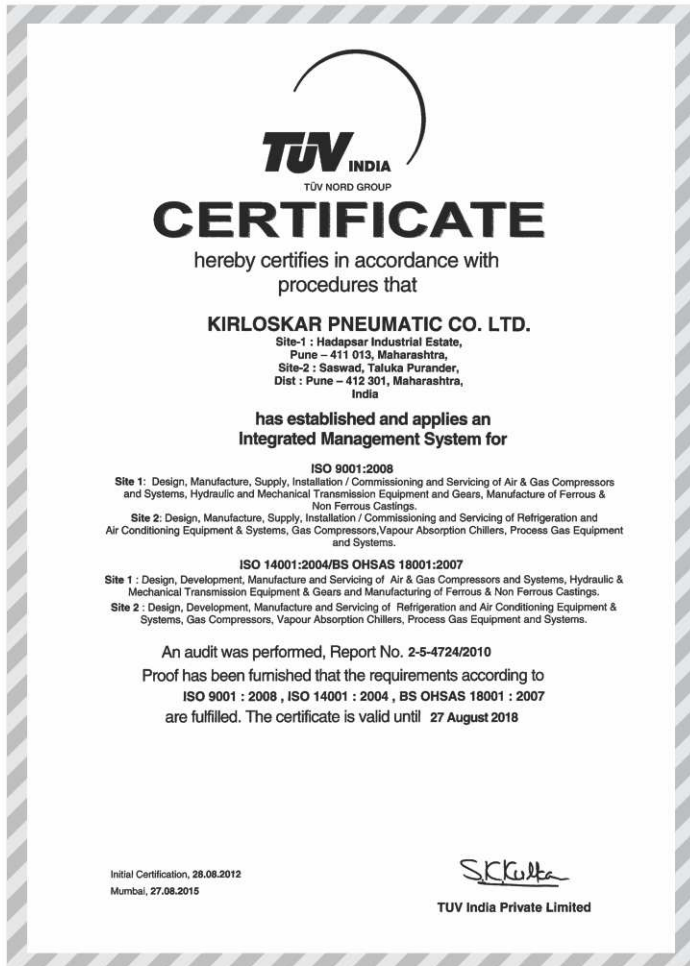 TÜV INDIA
TÜV NORD GROUP
CERTIFICATE
hereby certifies in accordance with
procedures that
KIRLOSKAR PNEUMATIC CO. LTD.
Site-1 : Hadapsar Industrial Estate,
Pune – 411 013, Maharashtra,
Site-2 : Saswad, Taluka Purander,
Dist : Pune – 412 301, Maharashtra,
India
has established and applies an
Integrated Management System for
ISO 9001:2008
Site 1: Design, Manufacture, Supply, Installation / Commissioning and Servicing of Air & Gas Compressors
and Systems, Hydraulic and Mechanical Transmission Equipment and Gears, Manufacture of Ferrous &
Non Ferrous Castings.
Site 2: Design, Manufacture, Supply, Installation / Commissioning and Servicing of Refrigeration and
Air Conditioning Equipment & Systems, Gas Compressors,Vapour Absorption Chillers, Process Gas Equipment
and Systems.
ISO 14001:2004/BS OHSAS 18001:2007
Site 1 : Design, Development, Manufacture and Servicing of Air & Gas Compressors and Systems, Hydraulic &
Mechanical Transmission Equipment & Gears and Manufacturing of Ferrous & Non Ferrous Castings.
Site 2 : Design, Development, Manufacture and Servicing of Refrigeration and Air Conditioning Equipment &
Systems, Gas Compressors, Vapour Absorption Chillers, Process Gas Equipment and Systems.
An audit was performed, Report No. 2-5-4724/2010
Proof has been furnished that the requirements according to
ISO 9001 : 2008 , ISO 14001 : 2004 , BS OHSAS 18001 : 2007
are fulfilled. The certificate is valid until 27 August 2018
Initial Certification, 28.08.2012
Mumbai, 27.08.2015
TUV India Private Limited